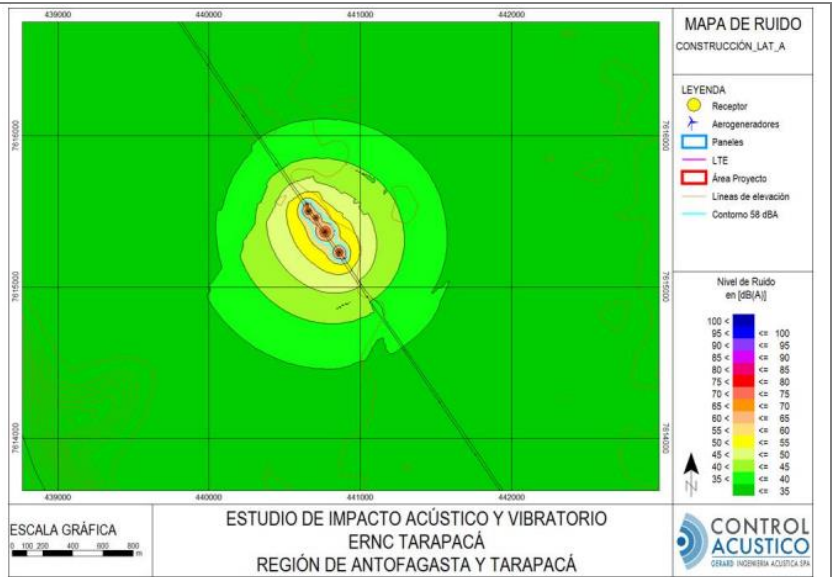 439000 440000 441000 442000
7616000 7616000
7615000 7615000
7614000 7614000
439000 440000 441000 442000
MAPA DE RUIDO
CONSTRUCCIÓN_LAT_A
LEYENDA
Receptor
Aerogeneradores
Paneles
LTE
Área Proyecto
Líneas de elevación
Contorno 58 dBA
Nivel de Ruido
en [dB(A)]
100 <
95 < <= 100
90 < <= 95
85 < <= 90
80 < <= 85
75 < <= 80
70 < <= 75
65 < <= 70
60 < <= 65
55 < <= 60
50 < <= 55
45 < <= 50
40 < <= 45
35 < <= 40
<= 35
N
ESCALA GRÁFICA
0 100 200 400 600 800
m
ESTUDIO DE IMPACTO ACÚSTICO Y VIBRATORIO
ERNC TARAPACÁ
REGIÓN DE ANTOFAGASTA Y TARAPACÁ
CONTROL
ACUSTICO
GERARD INGENIERIA ACUSTICA SPA